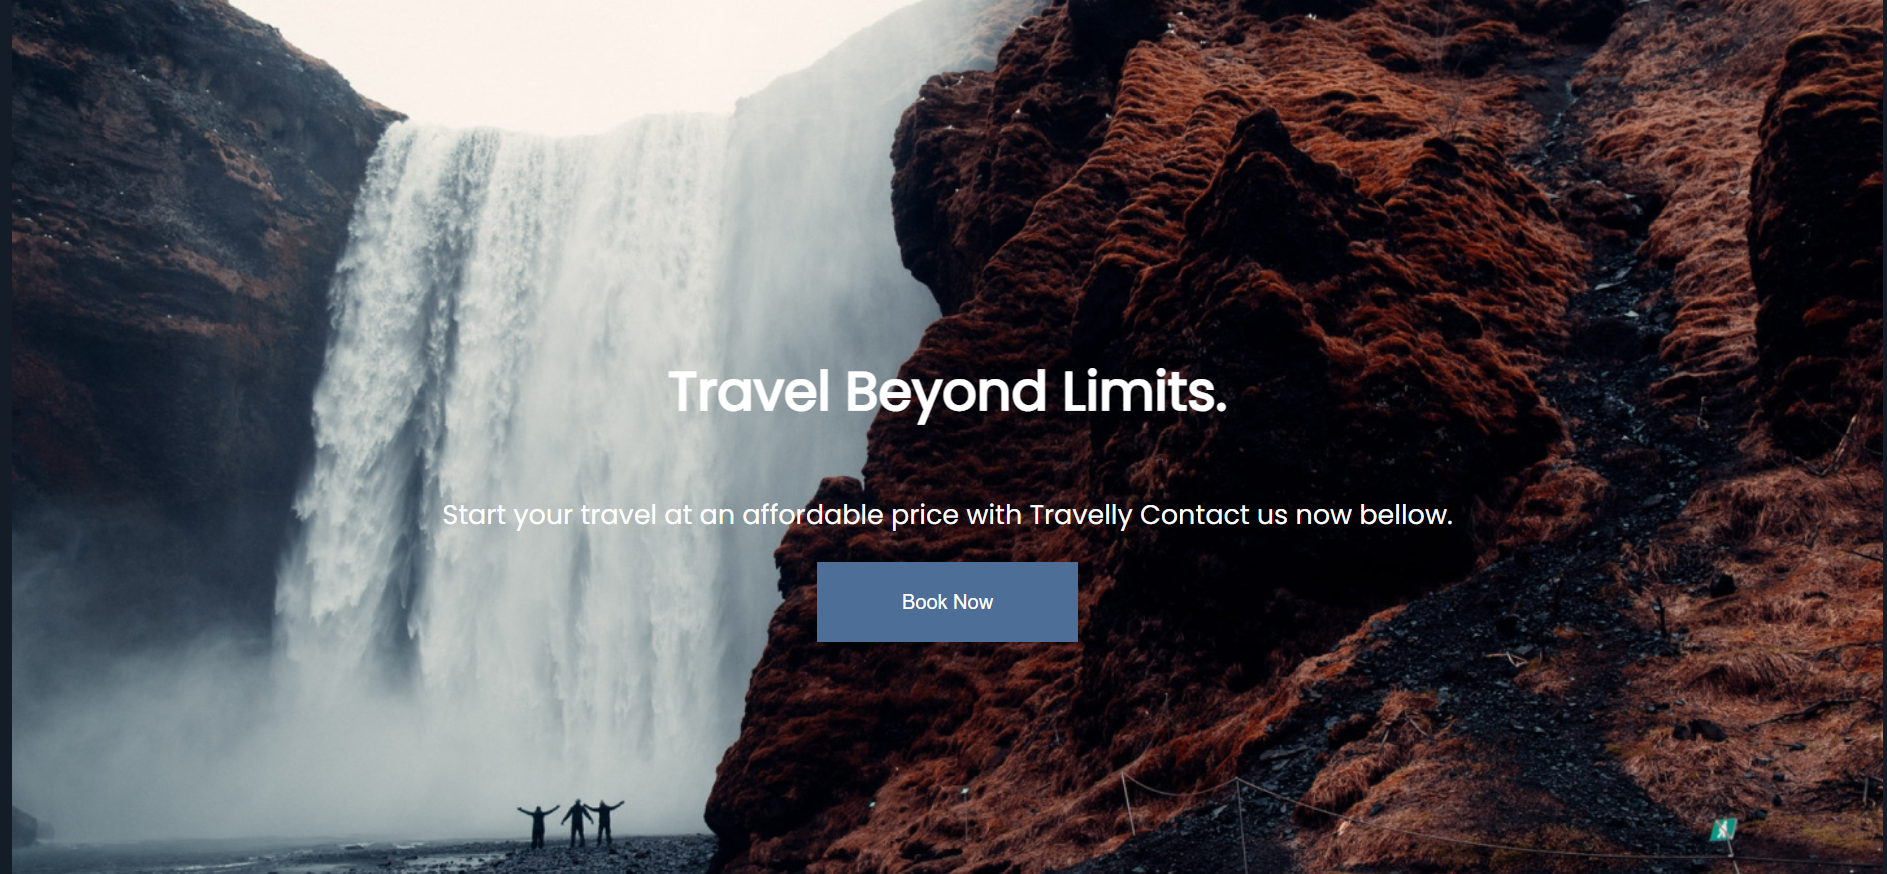 Travel Beyond Limits.
Start your travel at an affordable price with Travelly Contact us now bellow.
Book Now